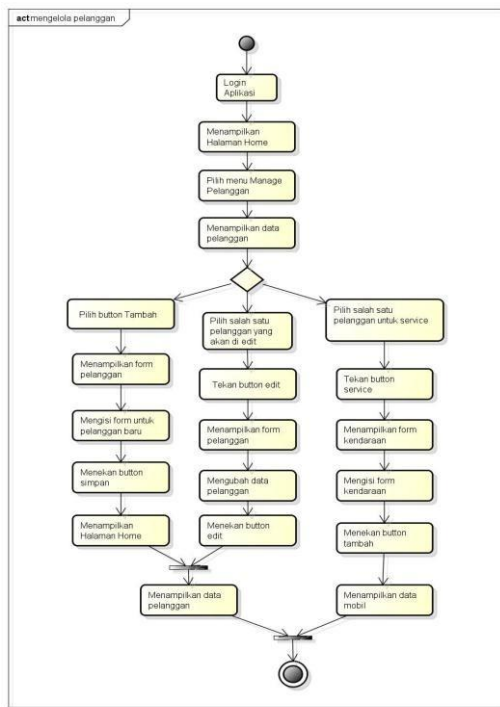 act mengelola pelanggan
Login
Aplikasi
Menampilkan
Halaman Home
Pilih menu Manage
Pelanggan
Menampilkan data
pelanggan
Pilih button Tambah
Menampilkan form
pelanggan
Mengisi form untuk
pelanggan baru
Menekan button
simpan
Menampilkan
Halaman Home
Pilih salah satu
pelanggan yang
akan di edit
Tekan button edit
Menampilkan form
pelanggan
Mengubah data
pelanggan
Menekan button
edit
Menampilkan data
pelanggan
Pilih salah satu
pelanggan untuk service
Tekan button
service
Menampilkan form
kendaraan
Mengisi form
kendaraan
Menekan button
tambah
Menampilkan data
mobil